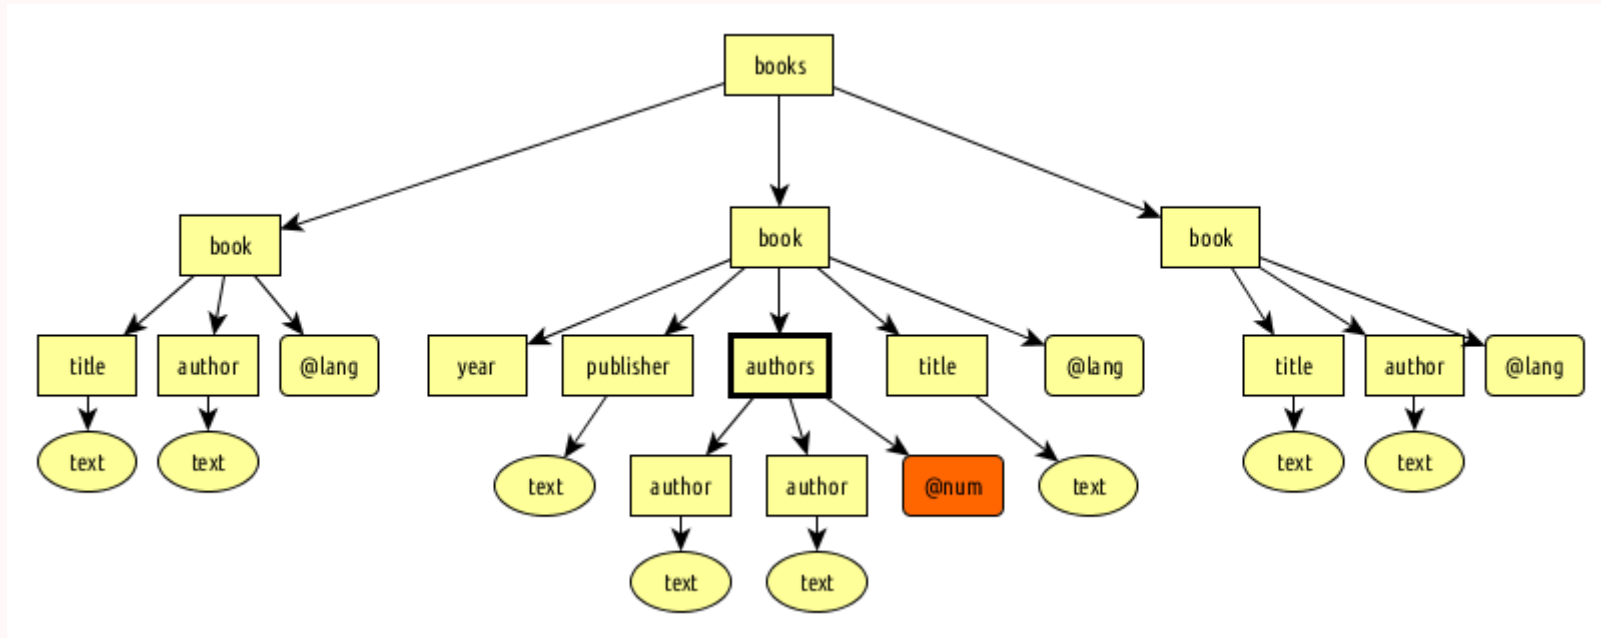 books
book
book
book
title
author
@lang
year
publisher
authors
title
@lang
title
author
@lang
text
text
text
author
author
@num
text
text
text
text
text